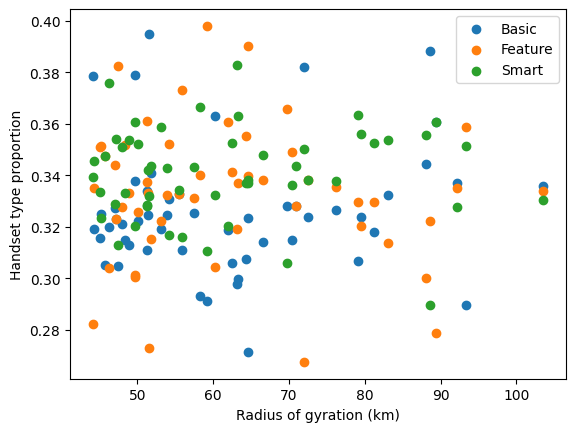 0.40
0.38
0.36
0.34
0.32
0.30
0.28
Handset type proportion
50
60
70
80
90
100
Radius of gyration (km)
Basic
Feature
Smart